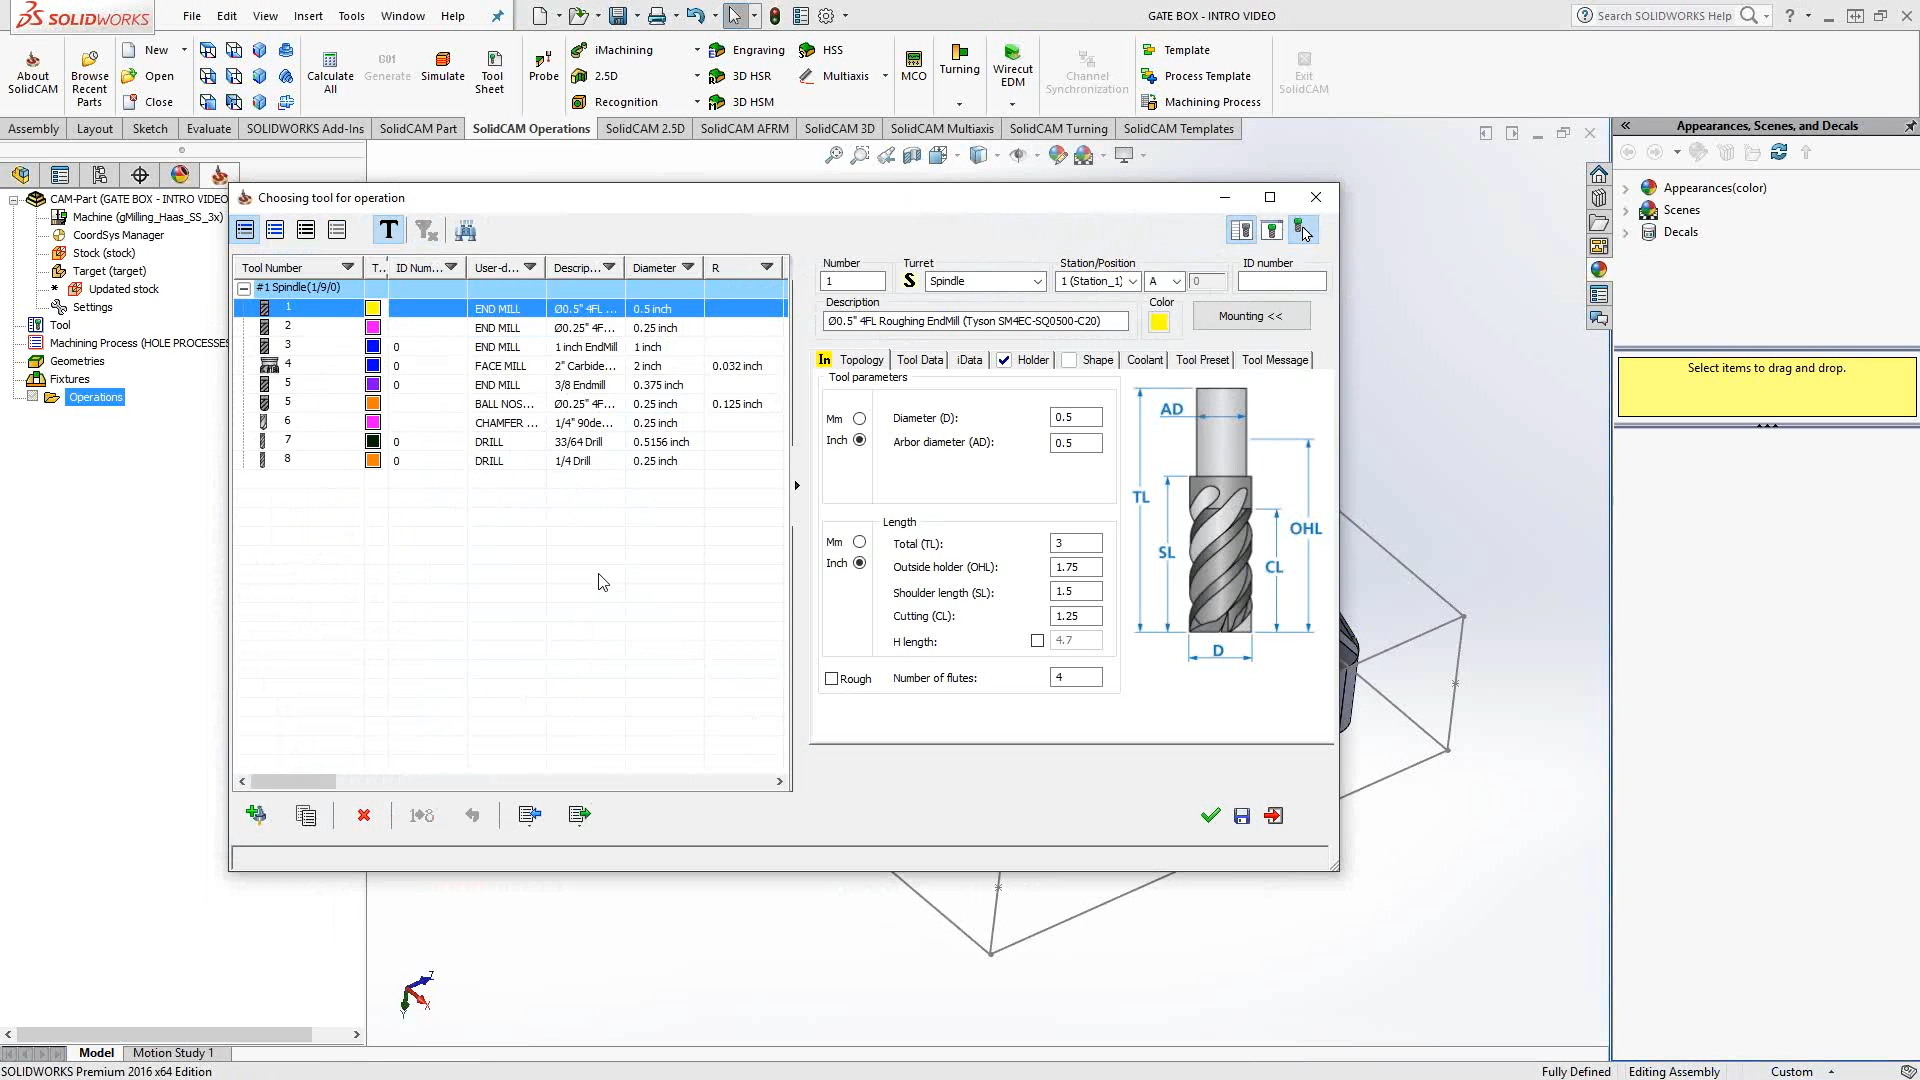 SOLIDWORKS
File Edit View Insert Tools Window Help
GATE BOX - INTRO VIDEO
Search SOLIDWORKS Help
About SolidCAM
Browse Recent Parts
New
Open
Close
Calculate All
G01
Generate
Simulate
Tool Sheet
Probe
iMachining
2.5D
Recognition
Engraving
3D HSR
3D HSM
HSS
Multiaxis
MCO
Turning
Wirecut EDM
Channel Synchronization
Template
Process Template
Machining Process
Exit SolidCAM
Assembly Layout Sketch Evaluate SOLIDWORKS Add-Ins SolidCAM Part SolidCAM Operations SolidCAM 2.5D SolidCAM AFRM SolidCAM 3D SolidCAM Multiaxis SolidCAM Turning SolidCAM Templates
CAM-Part (GATE BOX - INTRO VIDEO
Machine (gMilling_Haas_SS_3x)
CoordSys Manager
Stock (stock)
Target (target)
* Updated stock
Settings
Tool
Machining Process (HOLE PROCESSES
Geometries
Fixtures
Operations
Choosing tool for operation
T
Tool Number T.. ID Num... User-d... Descrip... Diameter R
#1 Spindle(1/9/0)
1 END MILL Ø0.5" 4FL ... 0.5 inch
2 END MILL Ø0.25" 4F... 0.25 inch
3 0 END MILL 1 inch EndMill 1 inch
4 0 FACE MILL 2" Carbide... 2 inch 0.032 inch
5 0 END MILL 3/8 Endmill 0.375 inch
5 BALL NOS... Ø0.25" 4F... 0.25 inch 0.125 inch
6 CHAMFER ... 1/4" 90de... 0.25 inch
7 0 DRILL 33/64 Drill 0.5156 inch
8 0 DRILL 1/4 Drill 0.25 inch
Number Turret Station/Position ID number
1 S Spindle 1 (Station_1) A 0
Description Color
Ø0.5" 4FL Roughing EndMill (Tyson SM4EC-SQ0500-C20) Mounting <<
In Topology Tool Data iData Holder Shape Coolant Tool Preset Tool Message
Tool parameters
Mm
Inch
Diameter (D): 0.5
Arbor diameter (AD): 0.5
Length
Mm
Inch
Total (TL): 3
Outside holder (OHL): 1.75
Shoulder length (SL): 1.5
Cutting (CL): 1.25
H length: 4.7
Rough Number of flutes: 4
AD
TL
OHL
SL
CL
D
1→8
Appearances, Scenes, and Decals
Appearances(color)
Scenes
Decals
Select items to drag and drop.
Z
X
Y
Model Motion Study 1
SOLIDWORKS Premium 2016 x64 Edition
Fully Defined Editing Assembly Custom